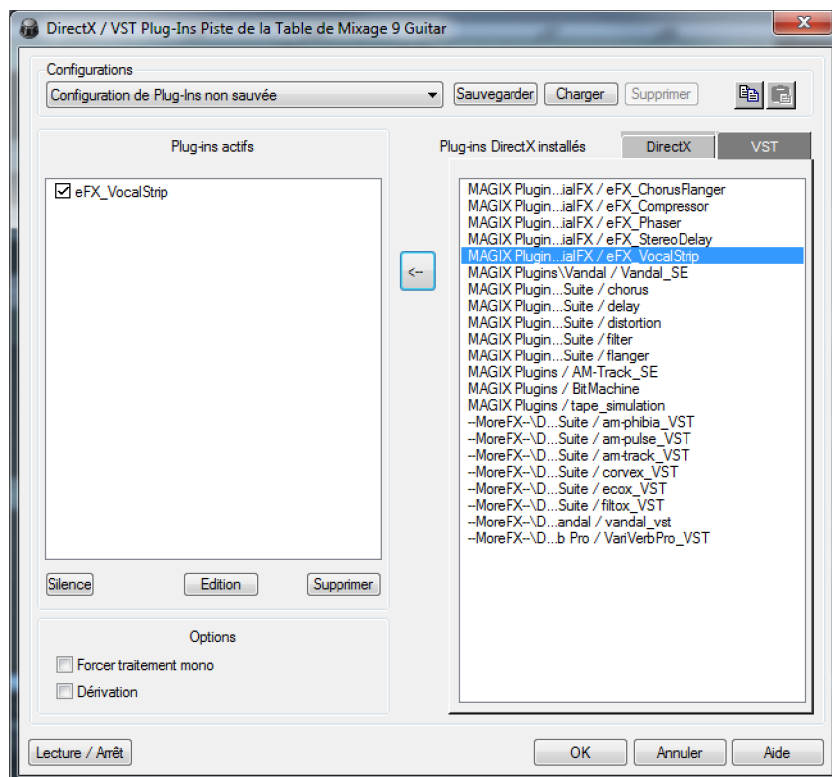 DirectX / VST Plug-Ins Piste de la Table de Mixage 9 Guitar
Configurations
Configuration de Plug-Ins non sauvée
Sauvegarder
Charger
Supprimer
Plug-ins actifs
Plug-ins DirectX installés
DirectX
VST
eFX_VocalStrip
<--
MAGIX Plugin...ialFX / eFX_ChorusFlanger
MAGIX Plugin...ialFX / eFX_Compressor
MAGIX Plugin...ialFX / eFX_Phaser
MAGIX Plugin...ialFX / eFX_StereoDelay
MAGIX Plugin...ialFX / eFX_VocalStrip
MAGIX Plugins\Vandal / Vandal_SE
MAGIX Plugin...Suite / chorus
MAGIX Plugin...Suite / delay
MAGIX Plugin...Suite / distortion
MAGIX Plugin...Suite / filter
MAGIX Plugin...Suite / flanger
MAGIX Plugins / AM-Track_SE
MAGIX Plugins / BitMachine
MAGIX Plugins / tape_simulation
--MoreFX--\D...Suite / am-phibia_VST
--MoreFX--\D...Suite / am-pulse_VST
--MoreFX--\D...Suite / am-track_VST
--MoreFX--\D...Suite / corvex_VST
--MoreFX--\D...Suite / ecox_VST
--MoreFX--\D...Suite / filtox_VST
--MoreFX--\D...andal / vandal_vst
--MoreFX--\D...b Pro / VariVerbPro_VST
Silence
Edition
Supprimer
Options
Forcer traitement mono
Dérivation
Lecture / Arrêt
OK
Annuler
Aide